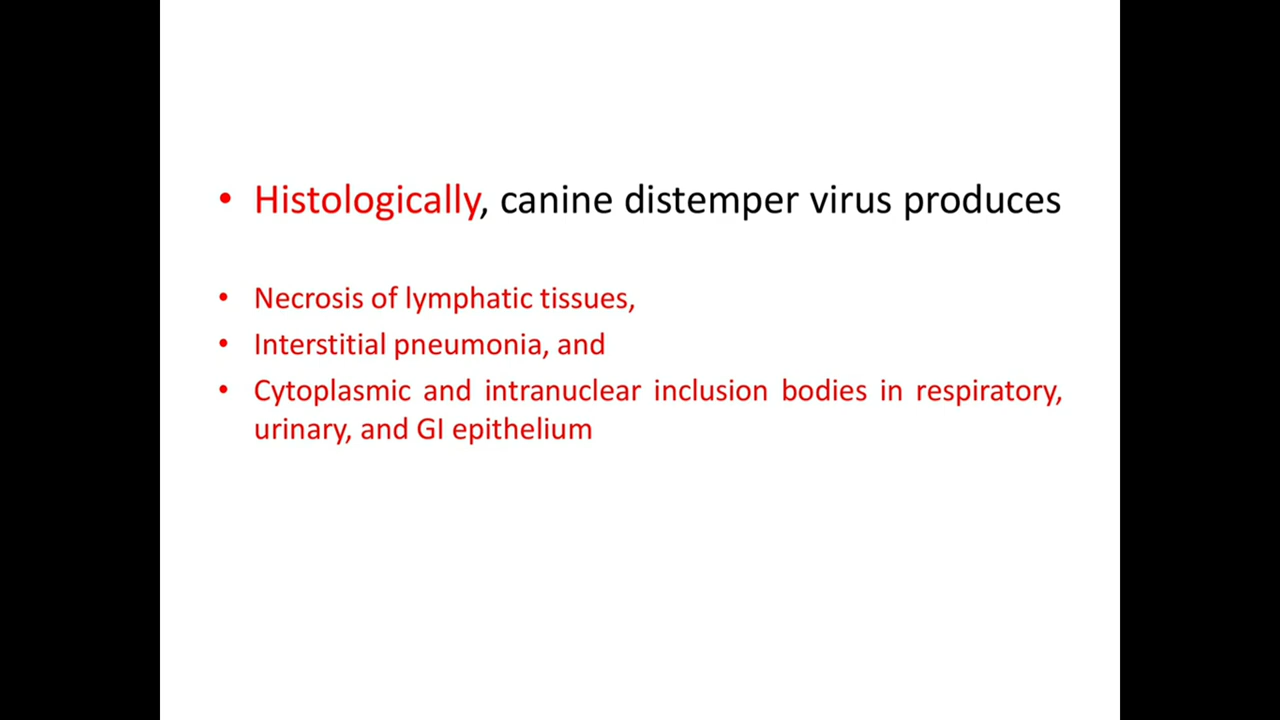 • Histologically, canine distemper virus produces
• Necrosis of lymphatic tissues,
• Interstitial pneumonia, and
• Cytoplasmic and intranuclear inclusion bodies in respiratory,
urinary, and GI epithelium